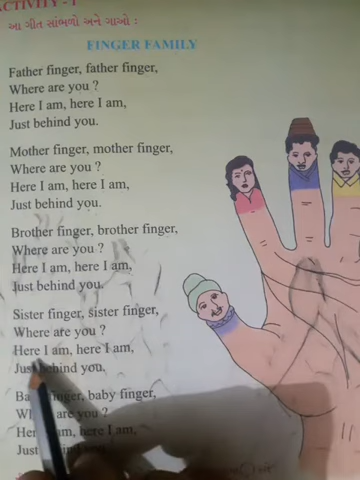 ACTIVITY - 1
આ ગીત સાંભળો અને ગાઓ :
FINGER FAMILY
Father finger, father finger,
Where are you ?
Here I am, here I am,
Just behind you.
Mother finger, mother finger,
Where are you ?
Here I am, here I am,
Just behind you.
Brother finger, brother finger,
Where are you ?
Here I am, here I am,
Just behind you.
Sister finger, sister finger,
Where are you ?
Here I am, here I am,
Just behind you.
finger, baby finger,
are you ?
am, here I am,
Just